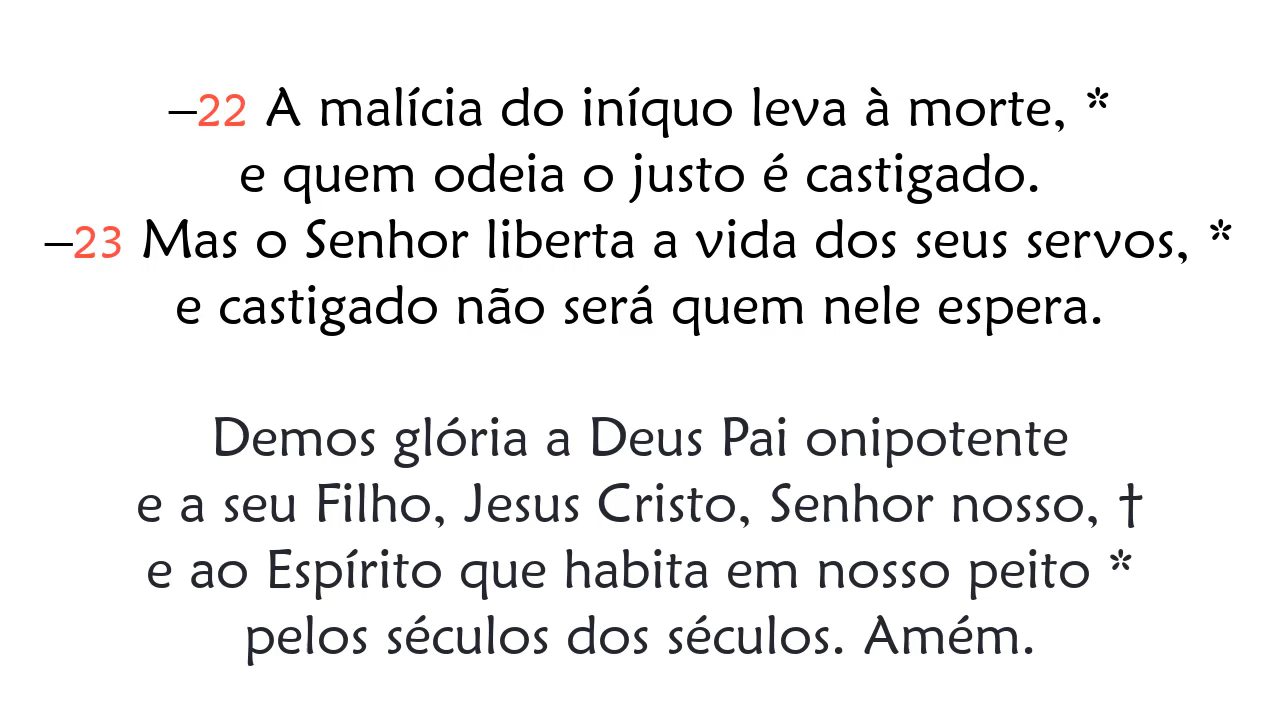 –22 A malícia do iníquo leva à morte, *
e quem odeia o justo é castigado.
–23 Mas o Senhor liberta a vida dos seus servos, *
e castigado não será quem nele espera.
Demos glória a Deus Pai onipotente
e a seu Filho, Jesus Cristo, Senhor nosso, †
e ao Espírito que habita em nosso peito *
pelos séculos dos séculos. Amém.